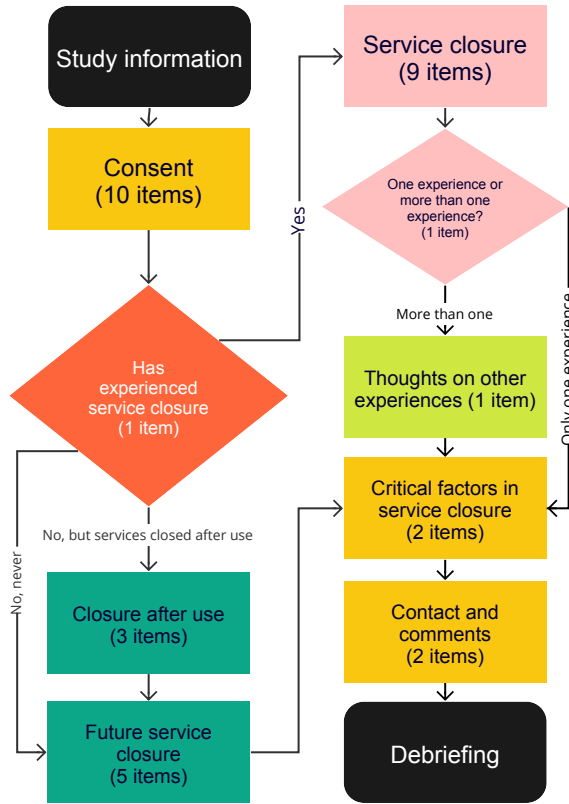 Study information
Consent
(10 items)
Has
experienced
service closure
(1 item)
Yes
No, but services closed after use
No, never
Closure after use
(3 items)
Future service
closure
(5 items)
Service closure
(9 items)
One experience or
more than one
experience?
(1 item)
More than one
Only one experience
Thoughts on other
experiences (1 item)
Critical factors in
service closure
(2 items)
Contact and
comments
(2 items)
Debriefing